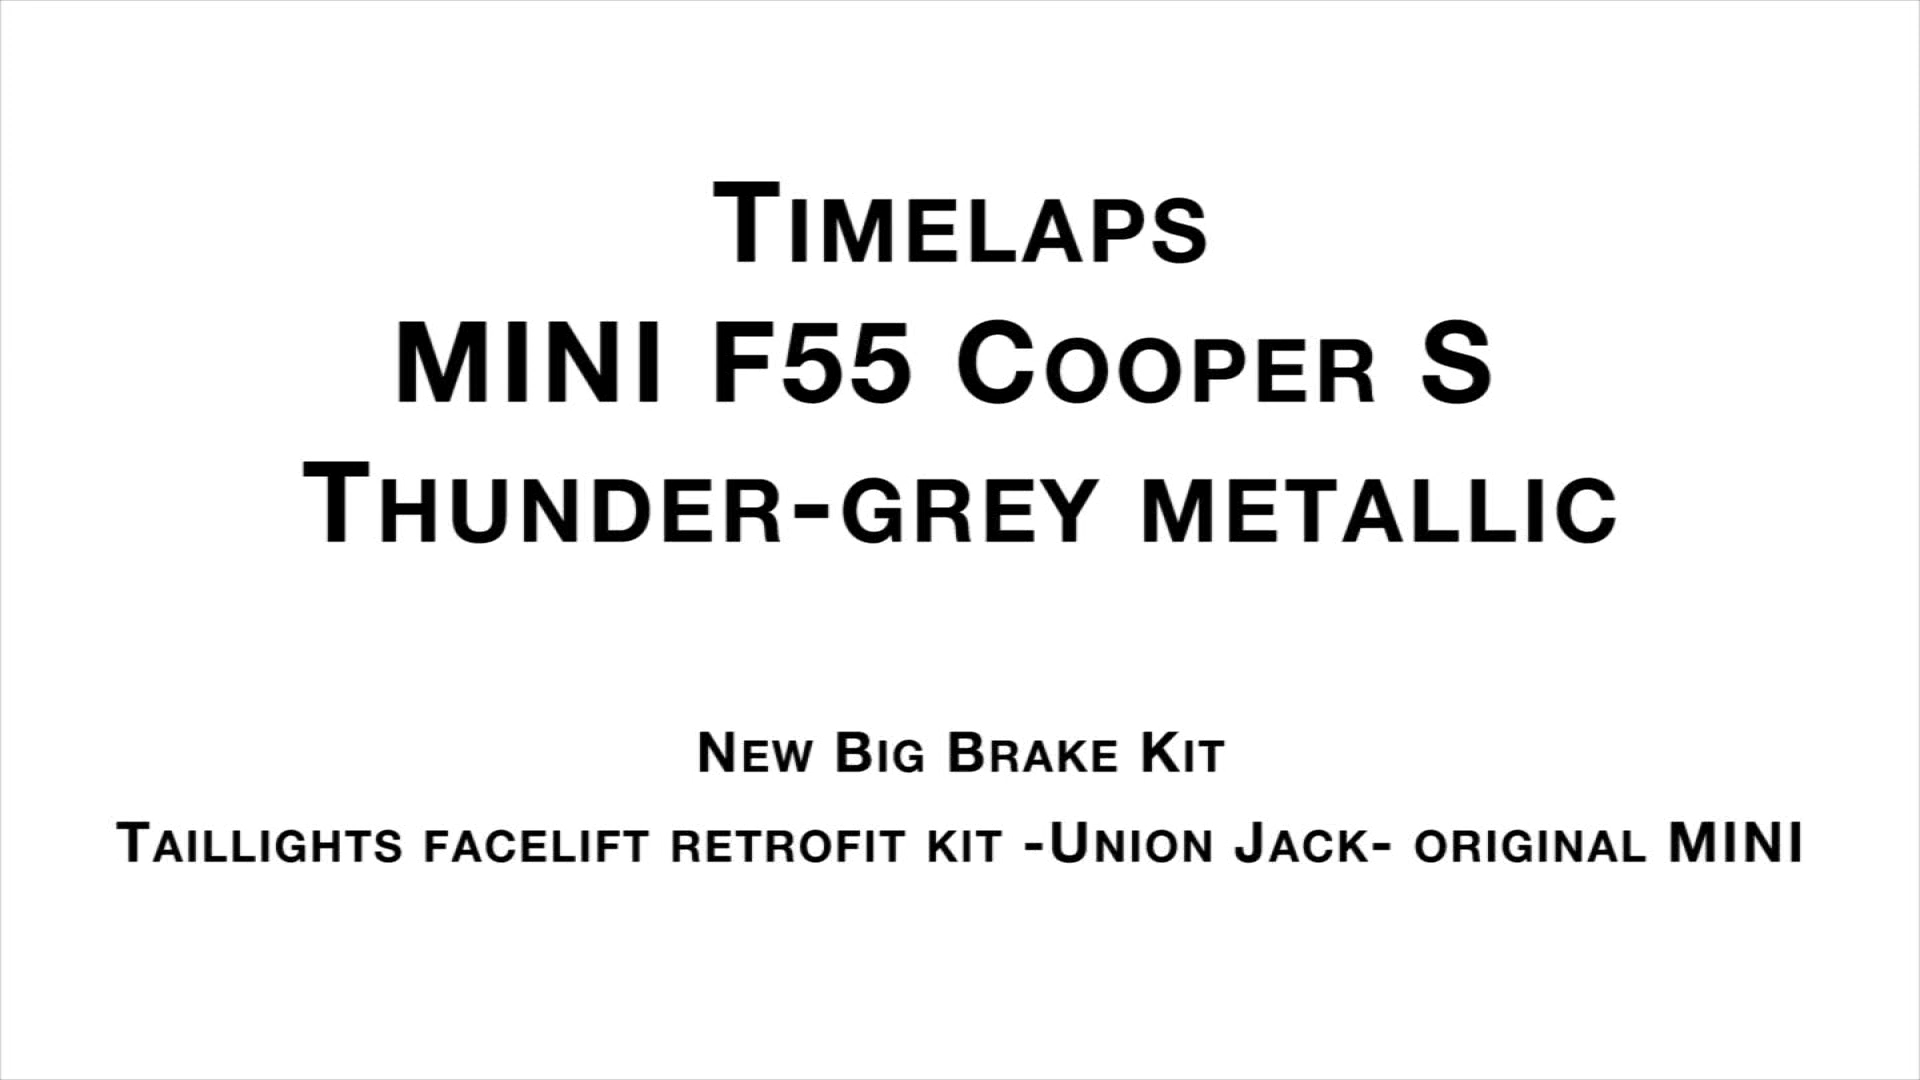 Timelaps
MINI F55 Cooper S
Thunder-grey metallic
New Big Brake Kit
Taillights facelift retrofit kit -Union Jack- original MINI